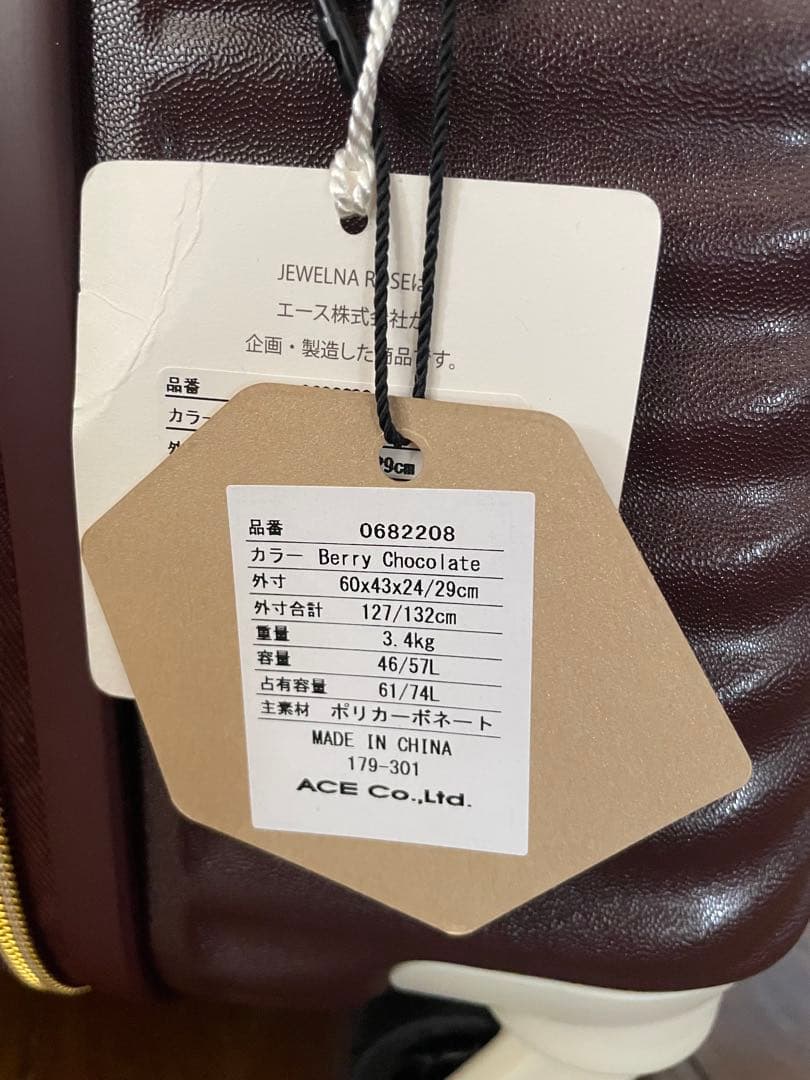 JEWELNA ROSEは
エース株式会社が
企画・製造した商品です。
品番
カラー
29cm
品番 0682208
カラー Berry Chocolate
外寸 60x43x24/29cm
外寸合計 127/132cm
重量 3.4kg
容量 46/57L
占有容量 61/74L
主素材 ポリカーボネート
MADE IN CHINA
179-301
ACE Co.,Ltd.